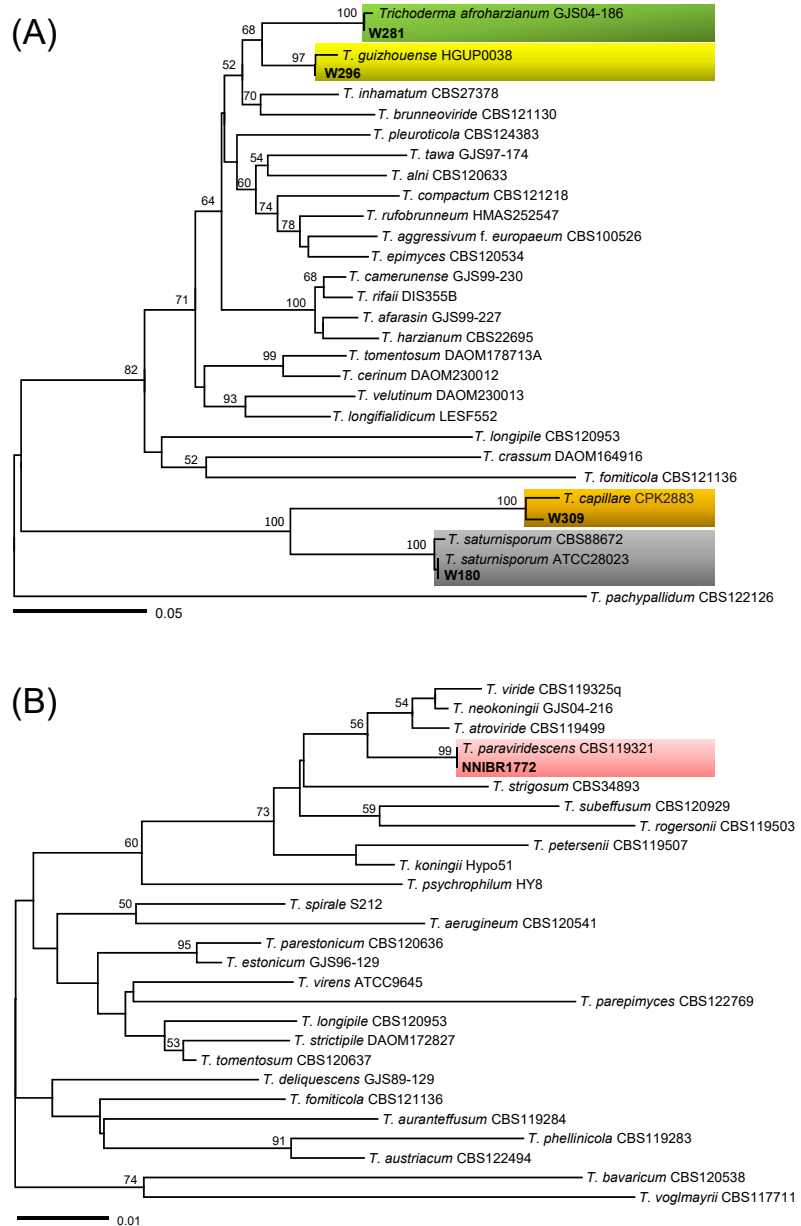 (A)
100
Trichoderma afroharzianum GJS04-186
W281
68
97
T. guizhouense HGUP0038
W296
52
70
T. inhamatum CBS27378
T. brunneoviride CBS121130
T. pleuroticola CBS124383
54
T. tawa GJS97-174
T. alni CBS120633
60
T. compactum CBS121218
74
T. rufobrunneum HMAS252547
78
T. aggressivum f. europaeum CBS100526
T. epimyces CBS120534
64
68
T. camerunense GJS99-230
T. rifaii DIS355B
100
T. afarasin GJS99-227
T. harzianum CBS22695
71
99
T. tomentosum DAOM178713A
T. cerinum DAOM230012
93
T. velutinum DAOM230013
T. longifialidicum LESF552
82
T. longipile CBS120953
52
T. crassum DAOM164916
T. fomiticola CBS121136
100
T. capillare CPK2883
W309
100
100
T. saturnisporum CBS88672
T. saturnisporum ATCC28023
W180
T. pachypallidum CBS122126
0.05
(B)
T. viride CBS119325q
54
T. neokoningii GJS04-216
56
T. atroviride CBS119499
99
T. paraviridescens CBS119321
NNIBR1772
T. strigosum CBS34893
73
59
T. subeffusum CBS120929
T. rogersonii CBS119503
60
T. petersenii CBS119507
T. koningii Hypo51
T. psychrophilum HY8
50
T. spirale S212
T. aerugineum CBS120541
95
T. parestonicum CBS120636
T. estonicum GJS96-129
T. virens ATCC9645
T. parepimyces CBS122769
T. longipile CBS120953
53
T. strictipile DAOM172827
T. tomentosum CBS120637
T. deliquescens GJS89-129
T. fomiticola CBS121136
T. auranteffusum CBS119284
91
T. phellinicola CBS119283
T. austriacum CBS122494
74
T. bavaricum CBS120538
T. voglmayrii CBS117711
0.01